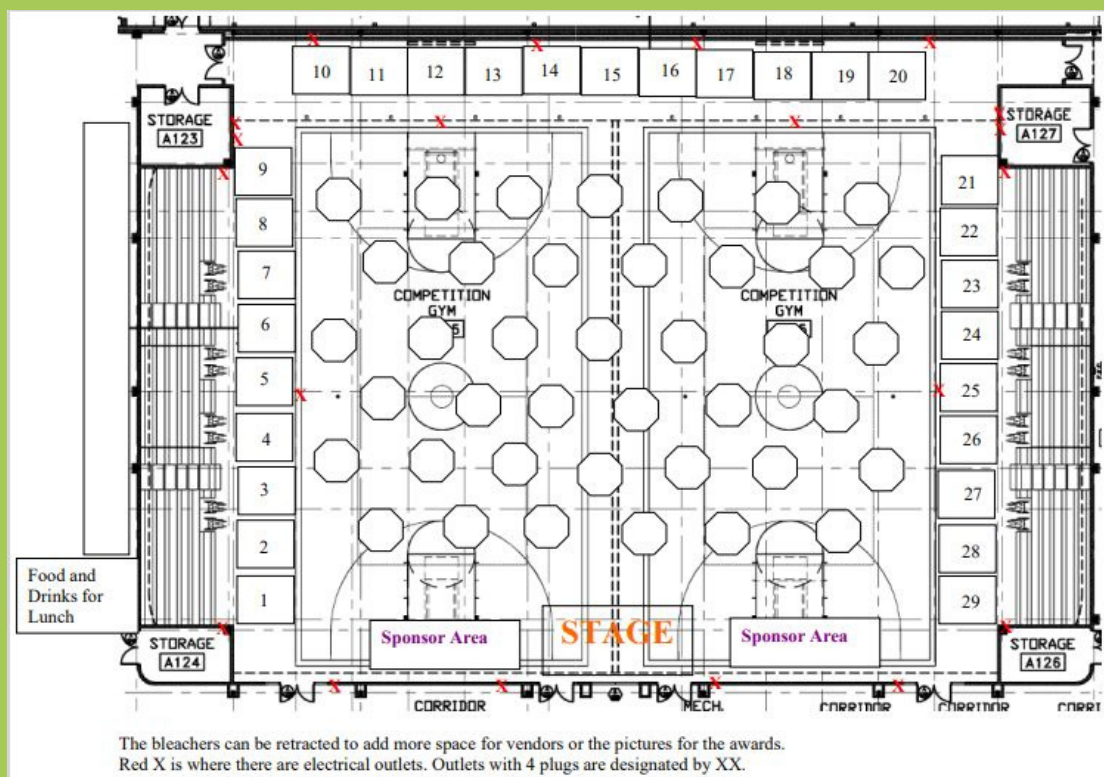 X X X X
10 11 12 13 14 15 16 17 18 19 20
STORAGE
A123
X
X
X X
X
X
STORAGE
A127
X
X
9
8
7
6
5
4
3
2
1
COMPETITION
GYM
COMPETITION
GYM
X
X
21
22
23
24
25
26
27
28
29
Food and
Drinks for
Lunch
Sponsor Area
STAGE
Sponsor Area
X
X
STORAGE
A124
STORAGE
A126
X X X X
CORRIDOR
MECH.
CORRIDOR
CORRIDOR
The bleachers can be retracted to add more space for vendors or the pictures for the awards.
Red X is where there are electrical outlets. Outlets with 4 plugs are designated by XX.